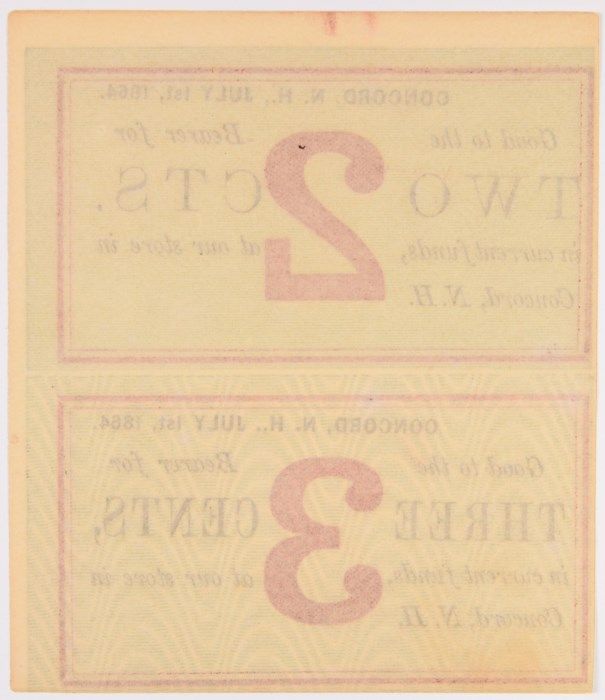 CONCORD, N. H., JULY 1st, 1864.
Good to the Bearer for
2
TWO CTS.
in current funds, at our store in
Concord, N.H.
CONCORD, N. H., JULY 1st, 1864.
Good to the Bearer for
3
THREE CENTS,
in current funds, at our store in
Concord, N. H.